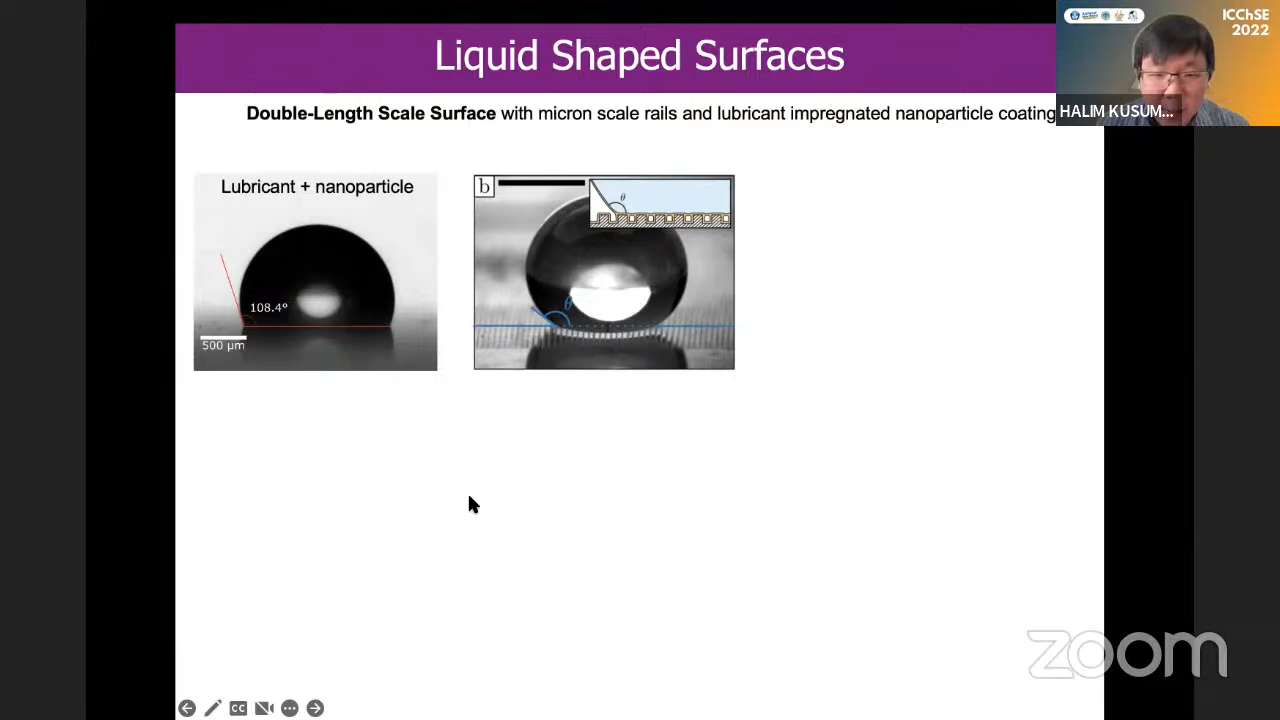 Liquid Shaped Surfaces
ICChSE
2022
HALIM KUSUM...
Double-Length Scale Surface with micron scale rails and lubricant impregnated nanoparticle coating
Lubricant + nanoparticle
108.4°
500 µm
b
θ
θ
CC
zoom